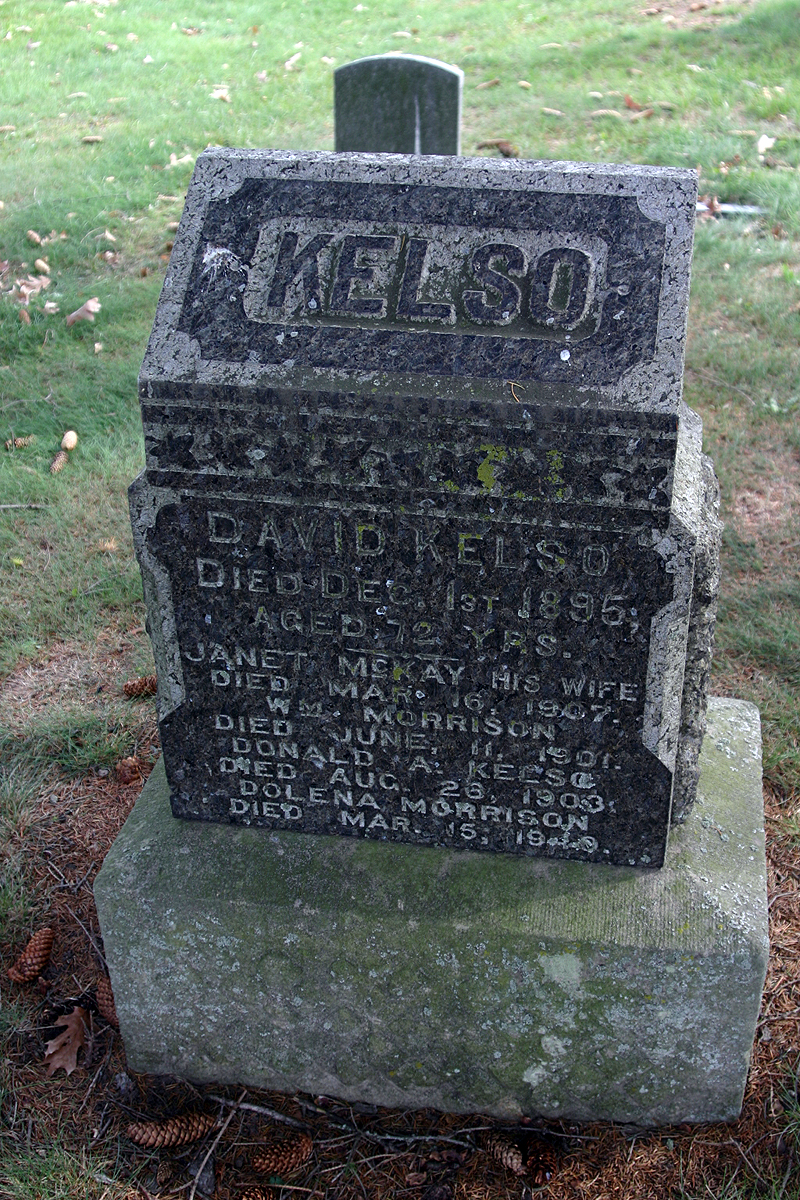 KELSO
DAVID KELSO
DIED DEC. 1ST 1895,
AGED 72 YRS.
JANET MCKAY HIS WIFE
DIED MAR. 16, 1907.
WM. MORRISON
DIED JUNE, 11, 1901.
DONALD A. KELSO
DIED AUG. 26, 1903.
DOLENA MORRISON
DIED MAR. 15,